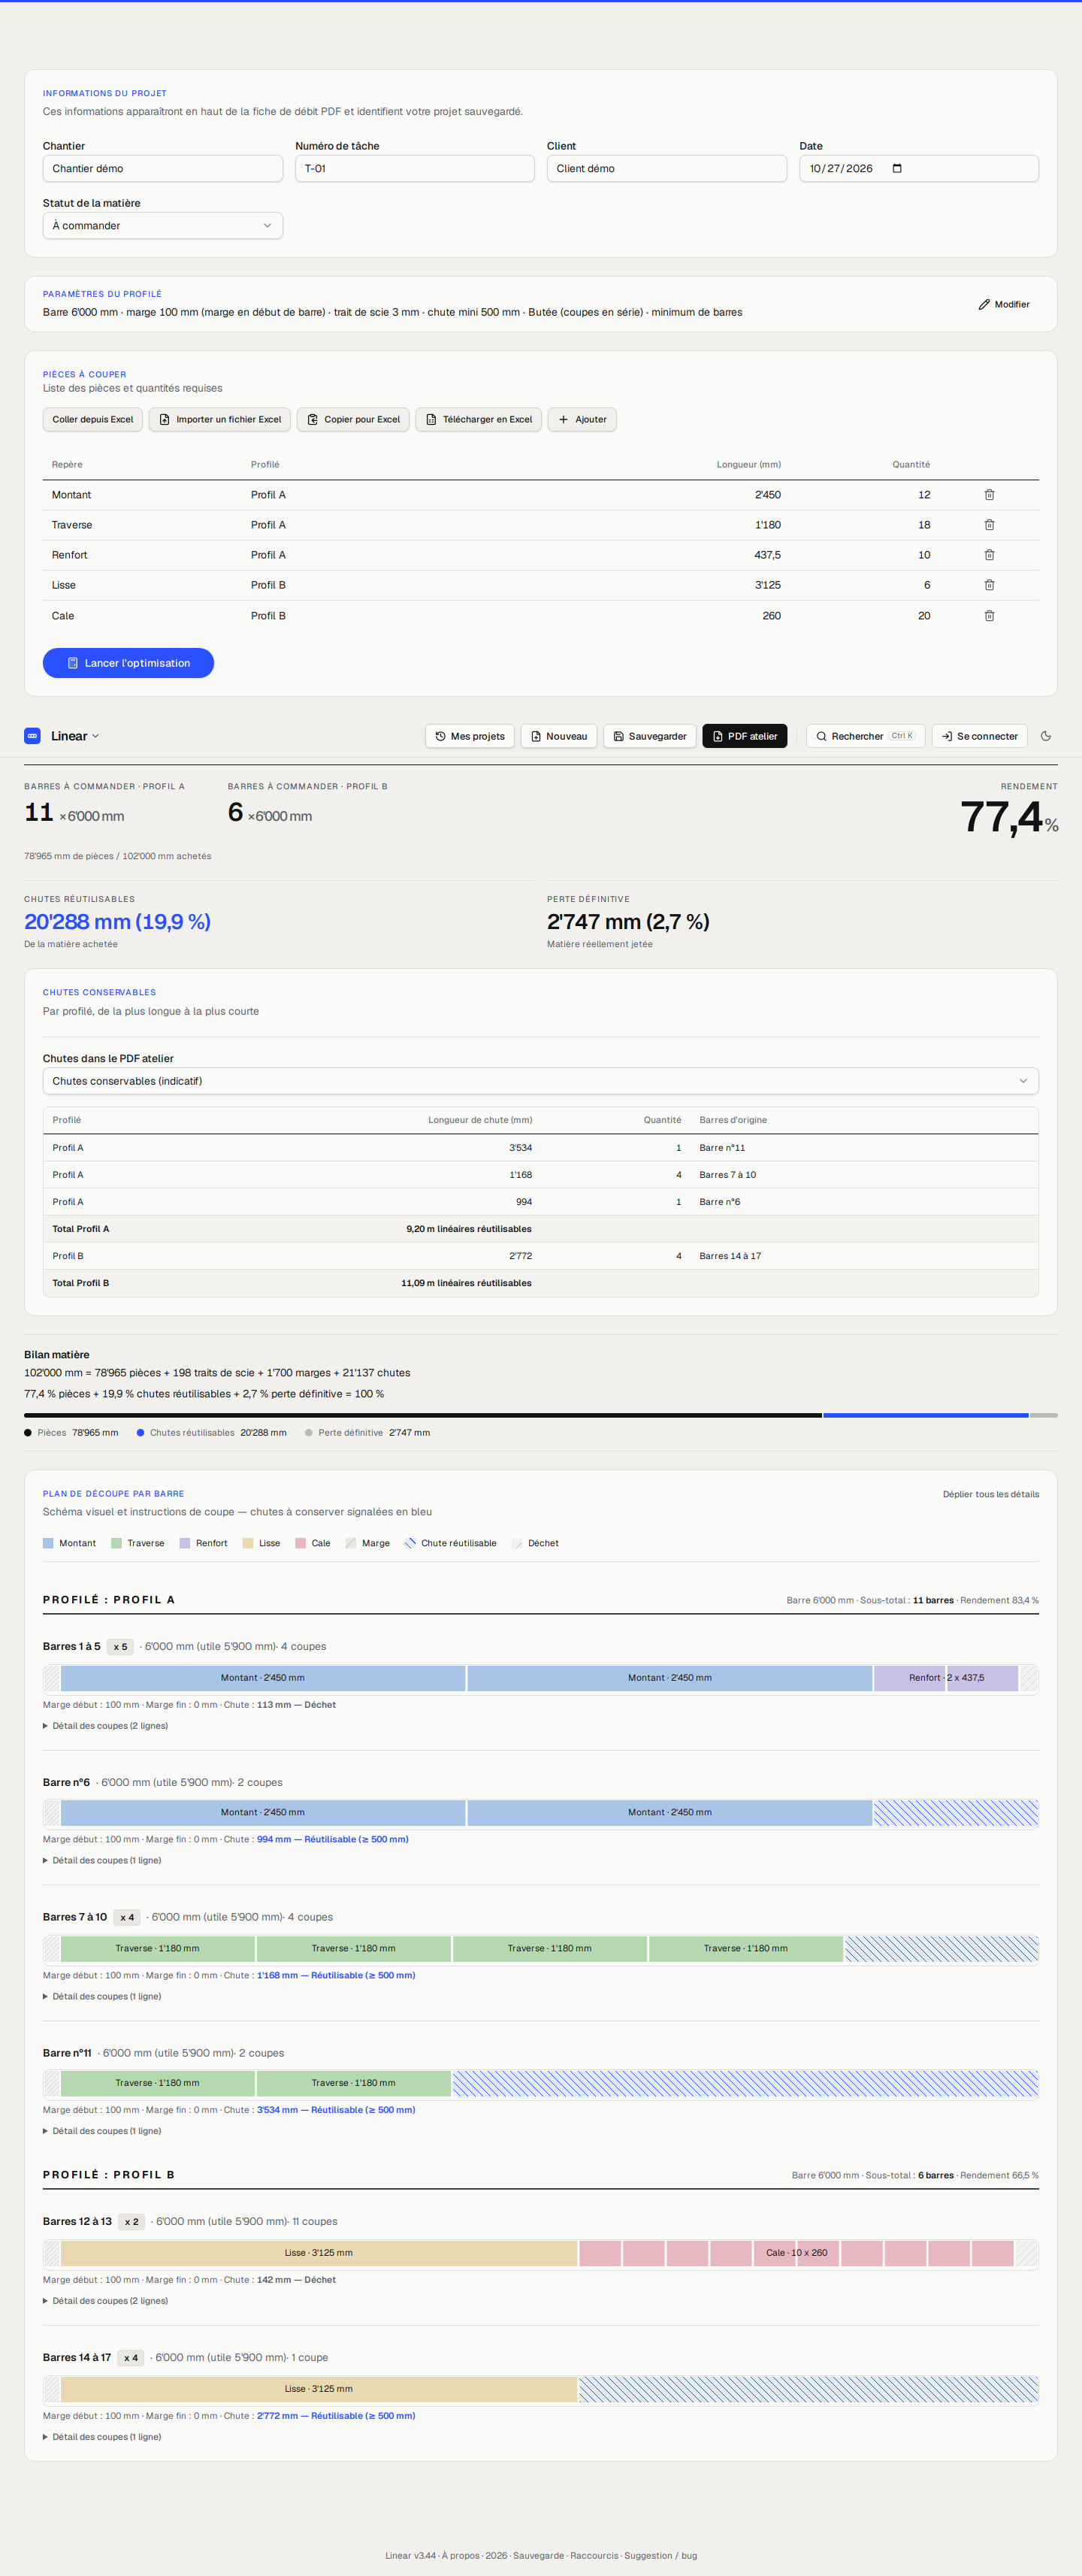 INFORMATIONS DU PROJET
Ces informations apparaîtront en haut de la fiche de débit PDF et identifient votre projet sauvegardé.
Chantier
Numéro de tâche
Client
Date
Chantier démo
T-01
Client démo
10/27/2026
Statut de la matière
À commander
PARAMÈTRES DU PROFILÉ
Barre 6'000 mm · marge 100 mm (marge en début de barre) · trait de scie 3 mm · chute mini 500 mm · Butée (coupes en série) · minimum de barres
Modifier
PIÈCES À COUPER
Liste des pièces et quantités requises
Coller depuis Excel
Importer un fichier Excel
Copier pour Excel
Télécharger en Excel
Ajouter
Repère Profilé Longueur (mm) Quantité
Montant Profil A 2'450 12
Traverse Profil A 1'180 18
Renfort Profil A 437,5 10
Lisse Profil B 3'125 6
Cale Profil B 260 20
Lancer l'optimisation
Linear
Mes projets
Nouveau
Sauvegarder
PDF atelier
Rechercher Ctrl K
Se connecter
BARRES À COMMANDER · PROFIL A
BARRES À COMMANDER · PROFIL B
RENDEMENT
11 ×6'000 mm
6 ×6'000 mm
77,4%
78'965 mm de pièces / 102'000 mm achetés
CHUTES RÉUTILISABLES
PERTE DÉFINITIVE
20'288 mm (19,9 %)
2'747 mm (2,7 %)
De la matière achetée
Matière réellement jetée
CHUTES CONSERVABLES
Par profilé, de la plus longue à la plus courte
Chutes dans le PDF atelier
Chutes conservables (indicatif)
Profilé Longueur de chute (mm) Quantité Barres d'origine
Profil A 3'534 1 Barre n°11
Profil A 1'168 4 Barres 7 à 10
Profil A 994 1 Barre n°6
Total Profil A 9,20 m linéaires réutilisables
Profil B 2'772 4 Barres 14 à 17
Total Profil B 11,09 m linéaires réutilisables
Bilan matière
102'000 mm = 78'965 pièces + 198 traits de scie + 1'700 marges + 21'137 chutes
77,4 % pièces + 19,9 % chutes réutilisables + 2,7 % perte définitive = 100 %
Pièces 78'965 mm
Chutes réutilisables 20'288 mm
Perte définitive 2'747 mm
PLAN DE DÉCOUPE PAR BARRE
Déplier tous les détails
Schéma visuel et instructions de coupe — chutes à conserver signalées en bleu
Montant Traverse Renfort Lisse Cale Marge Chute réutilisable Déchet
PROFILÉ : PROFIL A
Barre 6'000 mm · Sous-total : 11 barres · Rendement 83,4 %
Barres 1 à 5 x 5 · 6'000 mm (utile 5'900 mm)· 4 coupes
Montant · 2'450 mm
Montant · 2'450 mm
Renfort · 2 x 437,5
Marge début : 100 mm · Marge fin : 0 mm · Chute : 113 mm — Déchet
Détail des coupes (2 lignes)
Barre n°6 · 6'000 mm (utile 5'900 mm)· 2 coupes
Montant · 2'450 mm
Montant · 2'450 mm
Marge début : 100 mm · Marge fin : 0 mm · Chute : 994 mm — Réutilisable (≥ 500 mm)
Détail des coupes (1 ligne)
Barres 7 à 10 x 4 · 6'000 mm (utile 5'900 mm)· 4 coupes
Traverse · 1'180 mm
Traverse · 1'180 mm
Traverse · 1'180 mm
Traverse · 1'180 mm
Marge début : 100 mm · Marge fin : 0 mm · Chute : 1'168 mm — Réutilisable (≥ 500 mm)
Détail des coupes (1 ligne)
Barre n°11 · 6'000 mm (utile 5'900 mm)· 2 coupes
Traverse · 1'180 mm
Traverse · 1'180 mm
Marge début : 100 mm · Marge fin : 0 mm · Chute : 3'534 mm — Réutilisable (≥ 500 mm)
Détail des coupes (1 ligne)
PROFILÉ : PROFIL B
Barre 6'000 mm · Sous-total : 6 barres · Rendement 66,5 %
Barres 12 à 13 x 2 · 6'000 mm (utile 5'900 mm)· 11 coupes
Lisse · 3'125 mm
Cale · 10 x 260
Marge début : 100 mm · Marge fin : 0 mm · Chute : 142 mm — Déchet
Détail des coupes (2 lignes)
Barres 14 à 17 x 4 · 6'000 mm (utile 5'900 mm)· 1 coupe
Lisse · 3'125 mm
Marge début : 100 mm · Marge fin : 0 mm · Chute : 2'772 mm — Réutilisable (≥ 500 mm)
Détail des coupes (1 ligne)
Linear v3.44 · À propos · 2026 · Sauvegarde · Raccourcis · Suggestion / bug